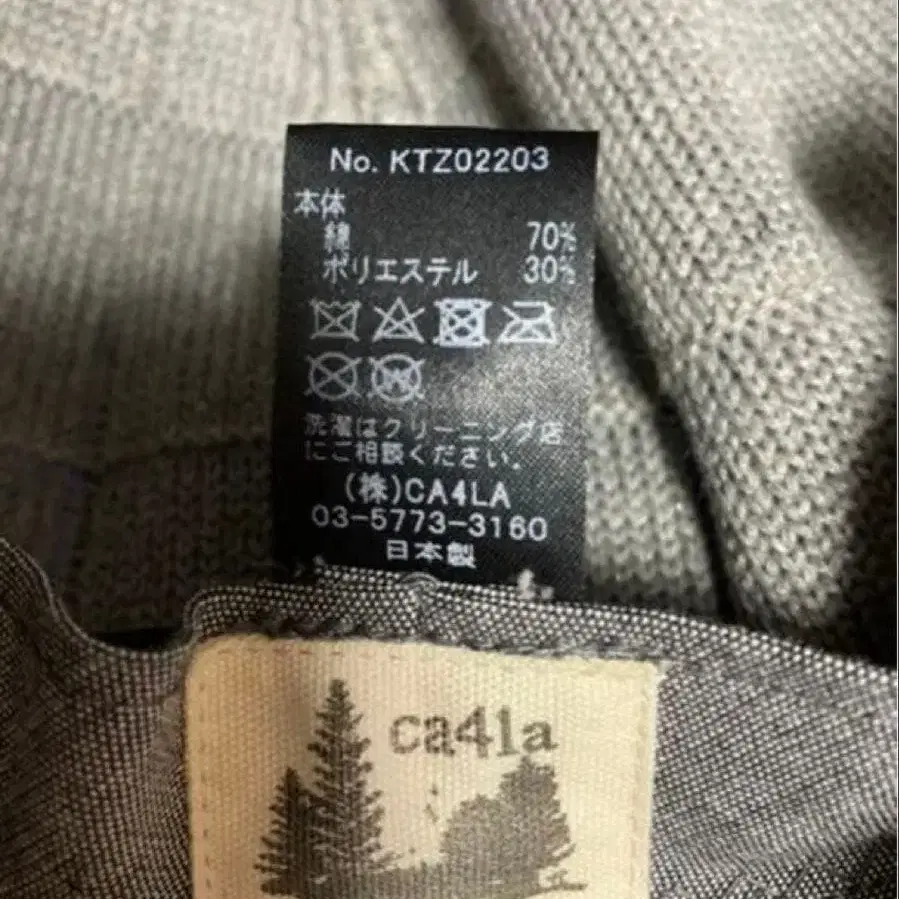 No. KTZ02203
本体
綿 70%
ポリエステル 30%
洗濯はクリーニング店
にご相談ください。
(株)CA4LA
03-5773-3160
日本製
ca4la